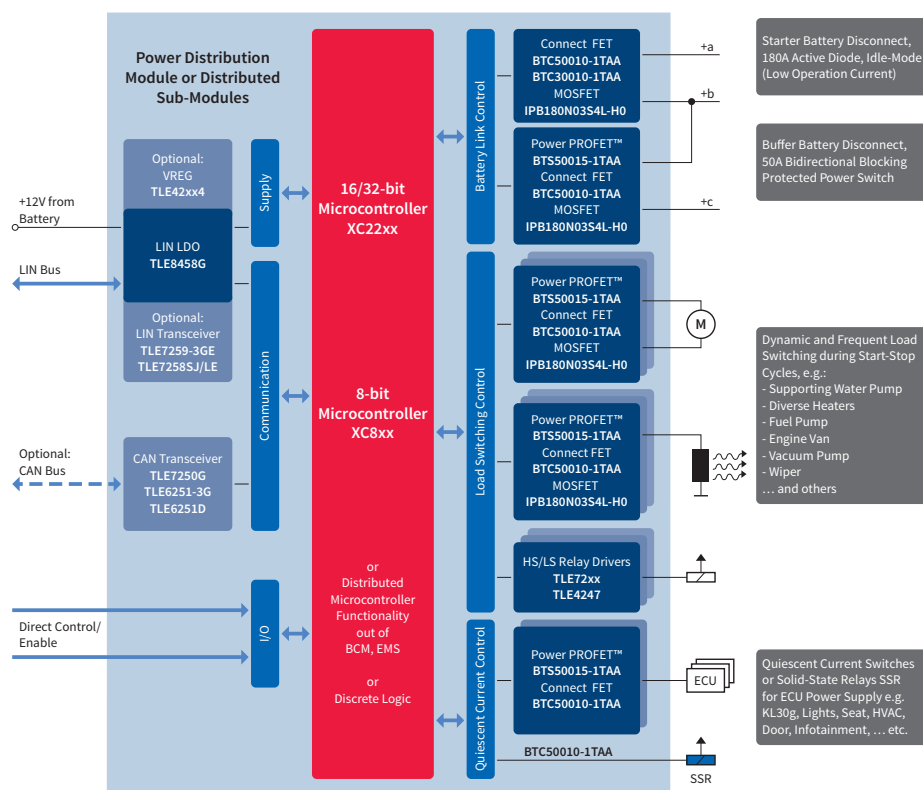 Power Distribution
Module or Distributed
Sub-Modules
+12V from
Battery
LIN Bus
Optional:
CAN Bus
Direct Control/
Enable
Optional:
VREG
TLE42xx4
LIN LDO
TLE8458G
Optional:
LIN Transceiver
TLE7259-3GE
TLE7258SJ/LE
CAN Transceiver
TLE7250G
TLE6251-3G
TLE6251D
Supply
Communication
I/O
16/32-bit
Microcontroller
XC22xx
8-bit
Microcontroller
XC8xx
or
Distributed
Microcontroller
Functionality
out of
BCM, EMS
or
Discrete Logic
Battery Link Control
Load Switching Control
Quiescent Current Control
Connect FET
BTC50010-1TAA
BTC30010-1TAA
MOSFET
IPB180N03S4L-H0
Power PROFET™
BTS50015-1TAA
Connect FET
BTC50010-1TAA
MOSFET
IPB180N03S4L-H0
Power PROFET™
BTS50015-1TAA
Connect FET
BTC50010-1TAA
MOSFET
IPB180N03S4L-H0
Power PROFET™
BTS50015-1TAA
Connect FET
BTC50010-1TAA
MOSFET
IPB180N03S4L-H0
HS/LS Relay Drivers
TLE72xx
TLE4247
Power PROFET™
BTS50015-1TAA
Connect FET
BTC50010-1TAA
BTC50010-1TAA
+a
+b
+c
M
ECU
SSR
Starter Battery Disconnect,
180A Active Diode, Idle-Mode
(Low Operation Current)
Buffer Battery Disconnect,
50A Bidirectional Blocking
Protected Power Switch
Dynamic and Frequent Load
Switching during Start-Stop
Cycles, e.g.:
- Supporting Water Pump
- Diverse Heaters
- Fuel Pump
- Engine Van
- Vacuum Pump
- Wiper
… and others
Quiescent Current Switches
or Solid-State Relays SSR
for ECU Power Supply e.g.
KL30g, Lights, Seat, HVAC,
Door, Infotainment, … etc.